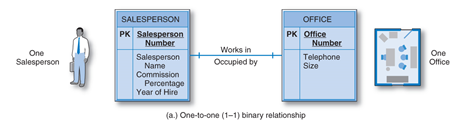 SALESPERSON
OFFICE
One
Salesperson
PK Salesperson
Number
Salesperson
Name
Commission
Percentage
Year of Hire
Works in
Occupied by
PK Office
Number
Telephone
Size
One
Office
(a.) One-to-one (1–1) binary relationship